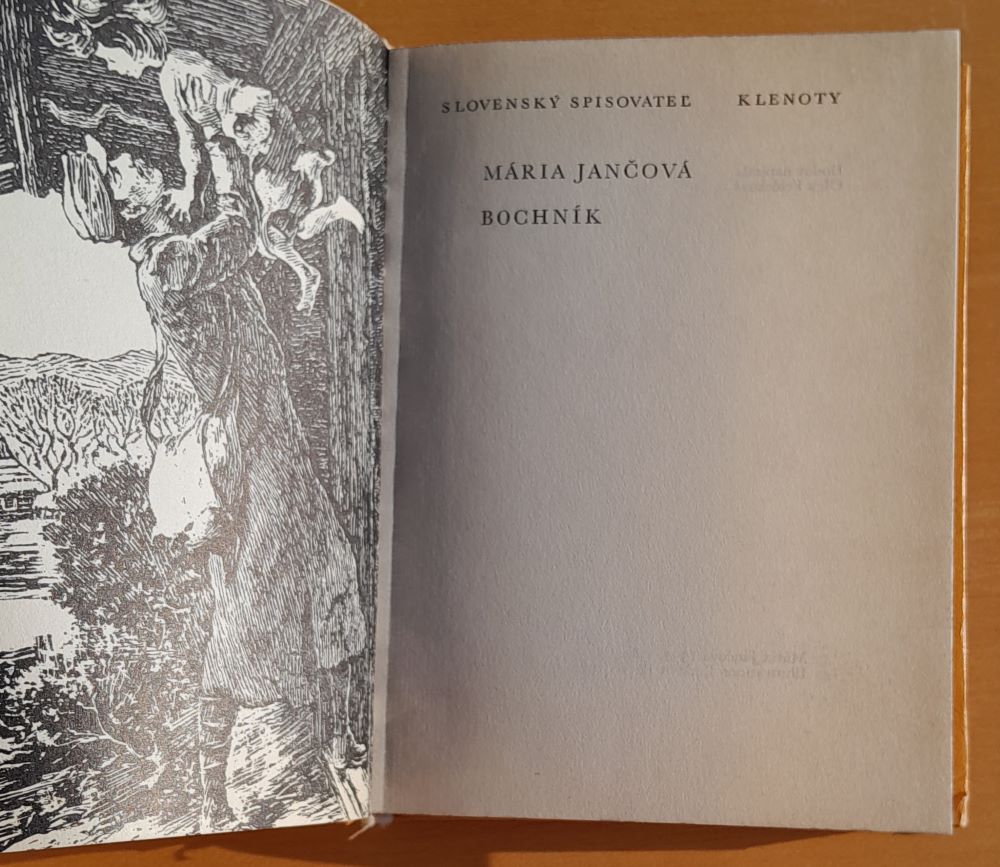 SLOVENSKÝ SPISOVATEĽ KLENOTY
MÁRIA JANČOVÁ
BOCHNÍK